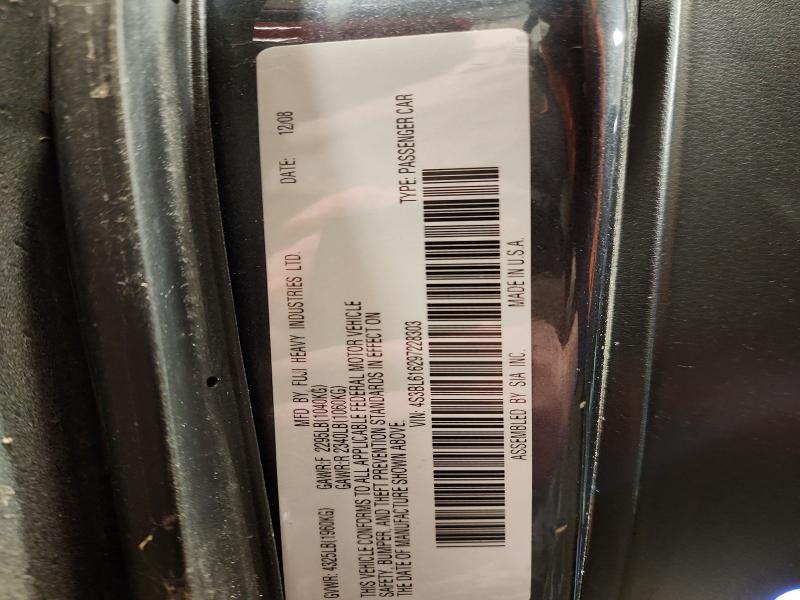 MFD BY FUJI HEAVY INDUSTRIES LTD. DATE: 12/08
GVWR: 4325LB(1960KG) GAWR:F 2295LB(1040KG)
GAWR:R 2340LB(1060KG)
THIS VEHICLE CONFORMS TO ALL APPLICABLE FEDERAL MOTOR VEHICLE
SAFETY, BUMPER, AND THEFT PREVENTION STANDARDS IN EFFECT ON
THE DATE OF MANUFACTURE SHOWN ABOVE.
VIN: 4S3BL616297228303 TYPE: PASSENGER CAR
ASSEMBLED BY SIA INC. MADE IN U.S.A.